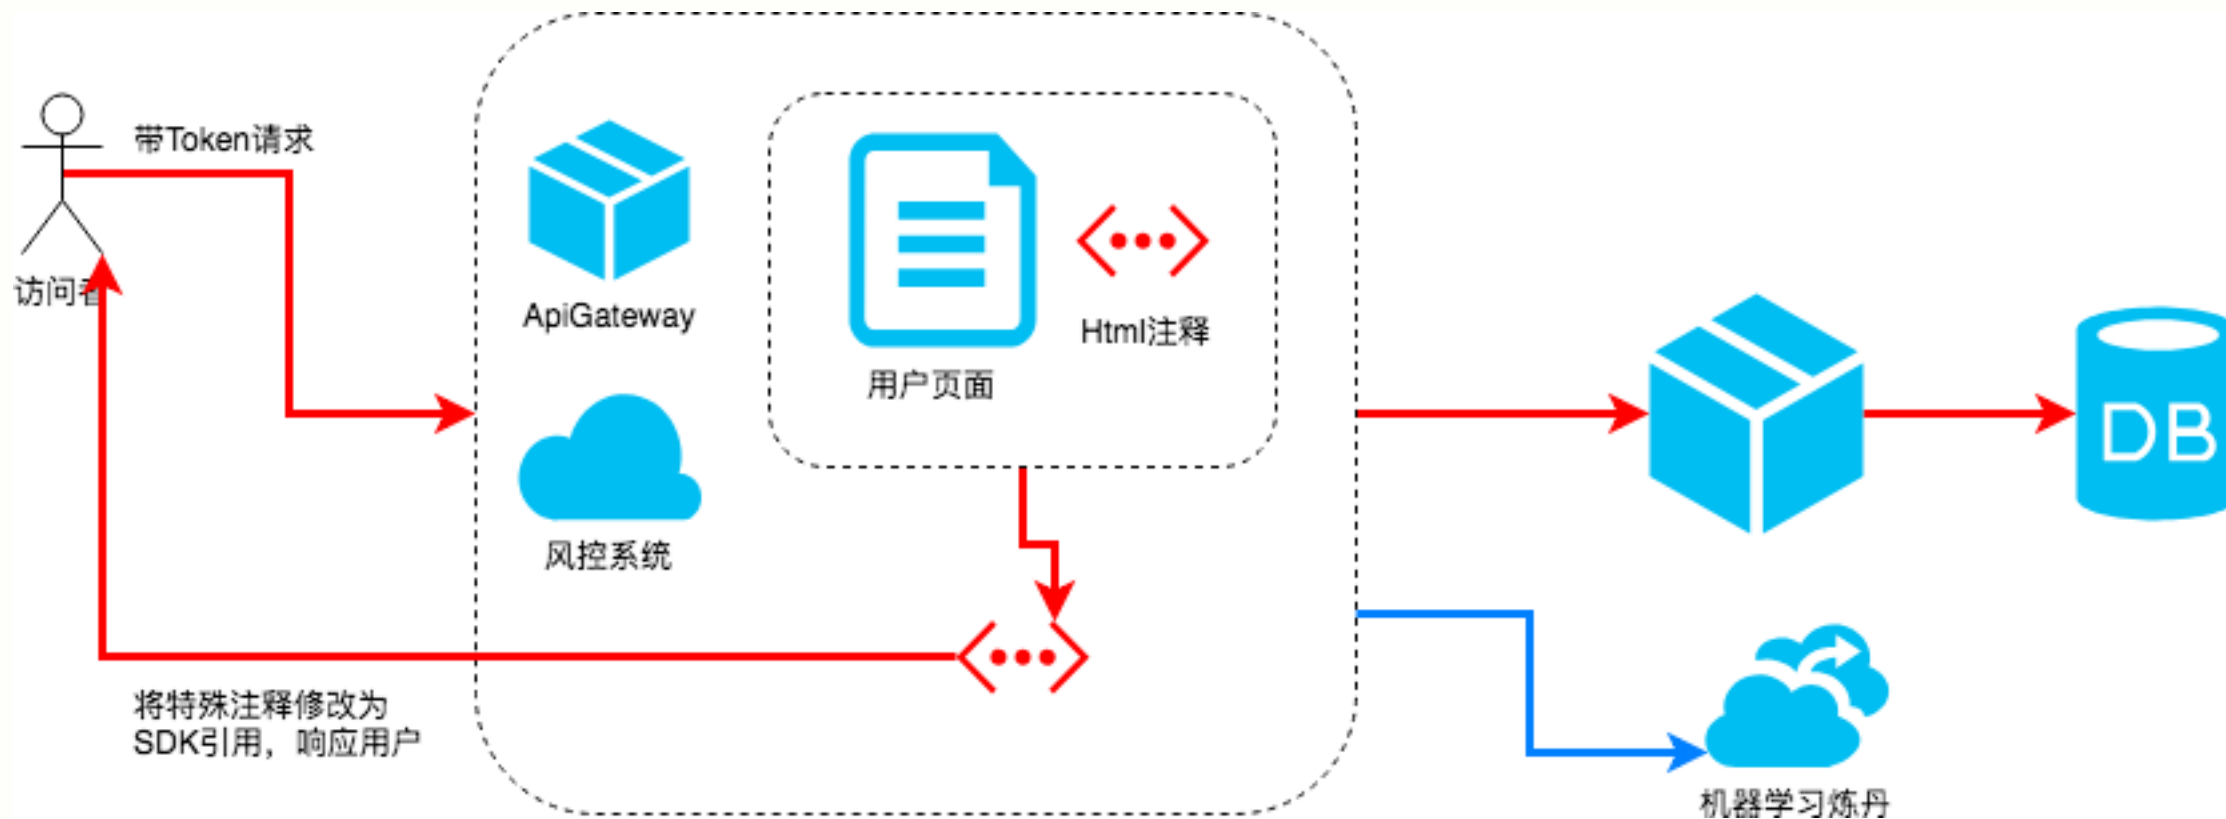 带Token请求
访问者
ApiGateway
Html注释
用户页面
DB
风控系统
将特殊注释修改为
SDK引用，响应用户
机器学习炼丹